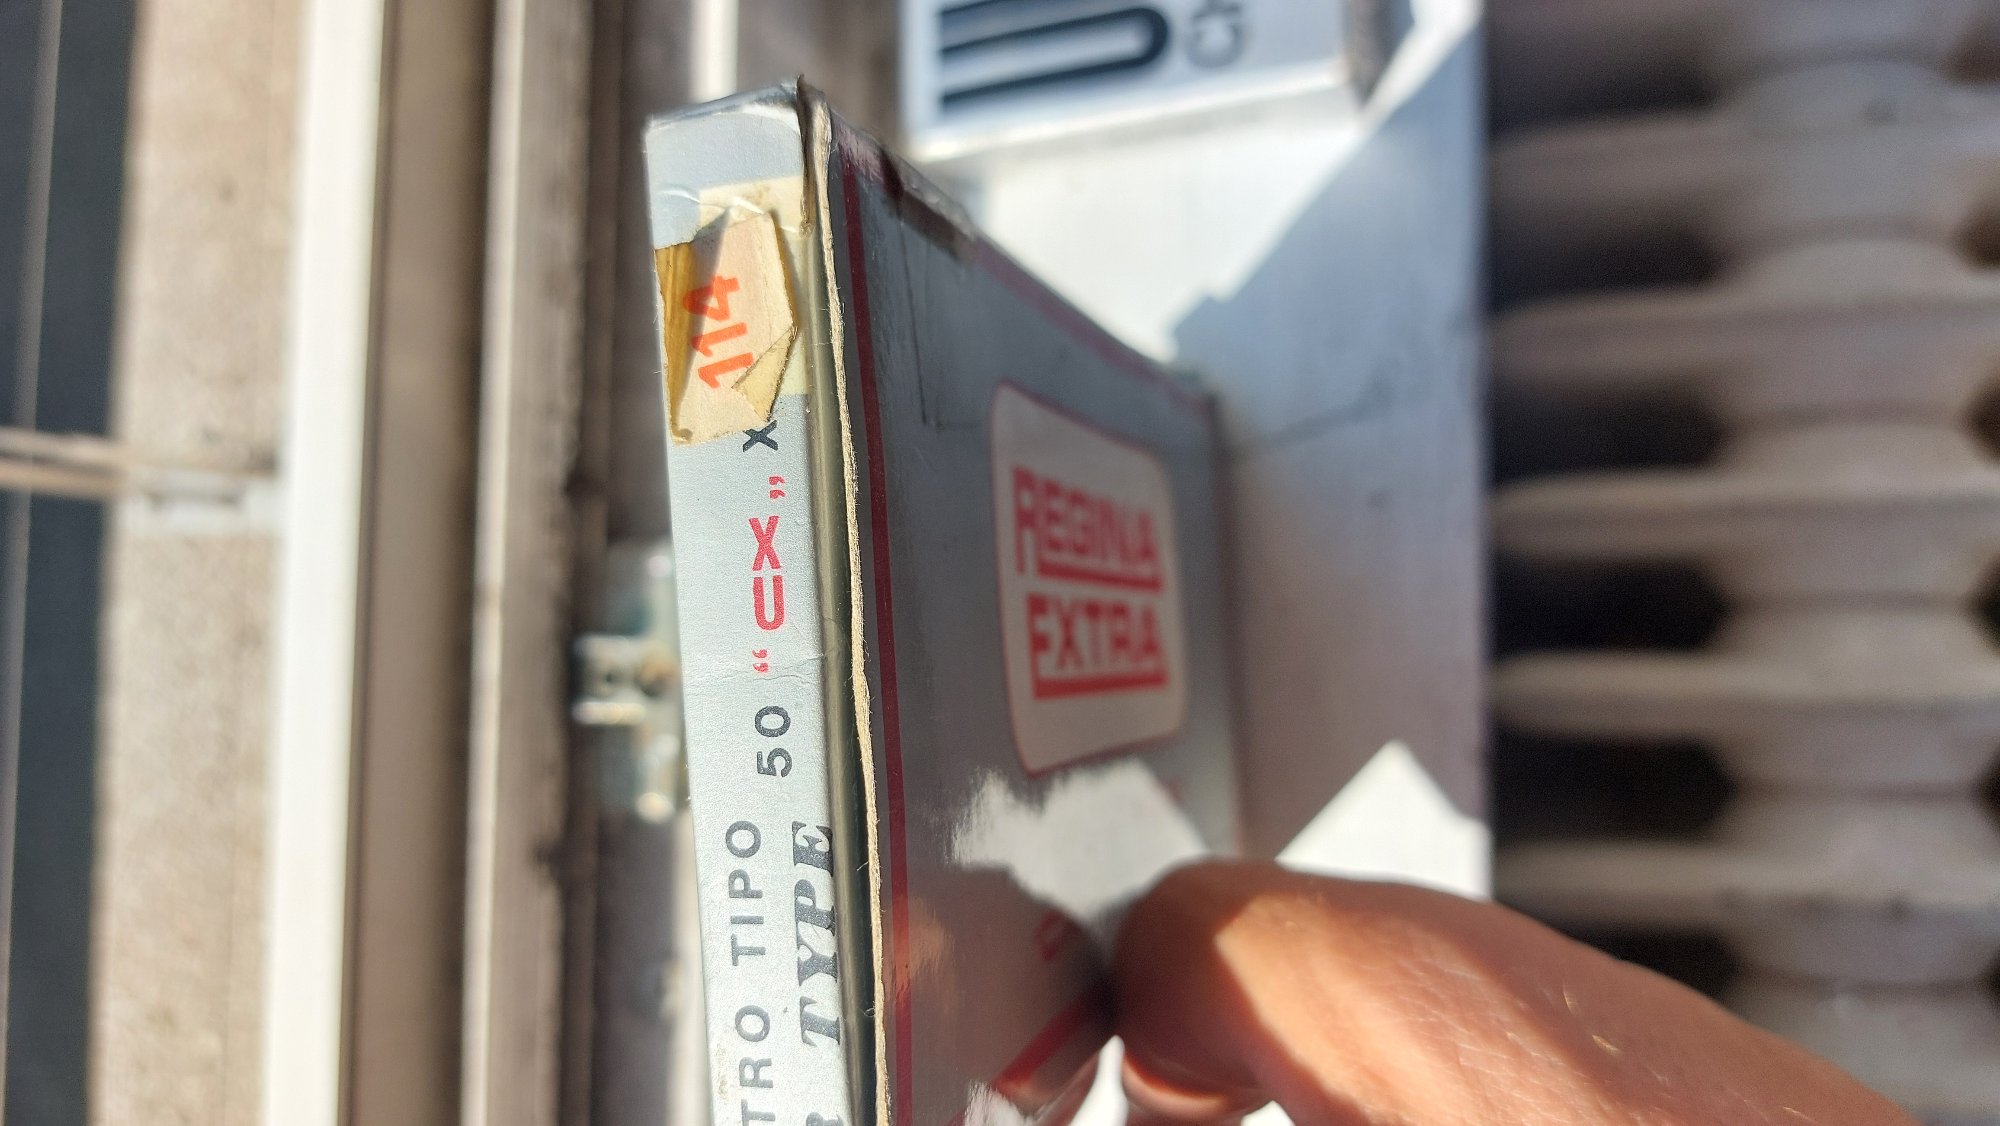 114
TRO TIPO 50 “UX„ x
TYPE
REGINA
EXTRA